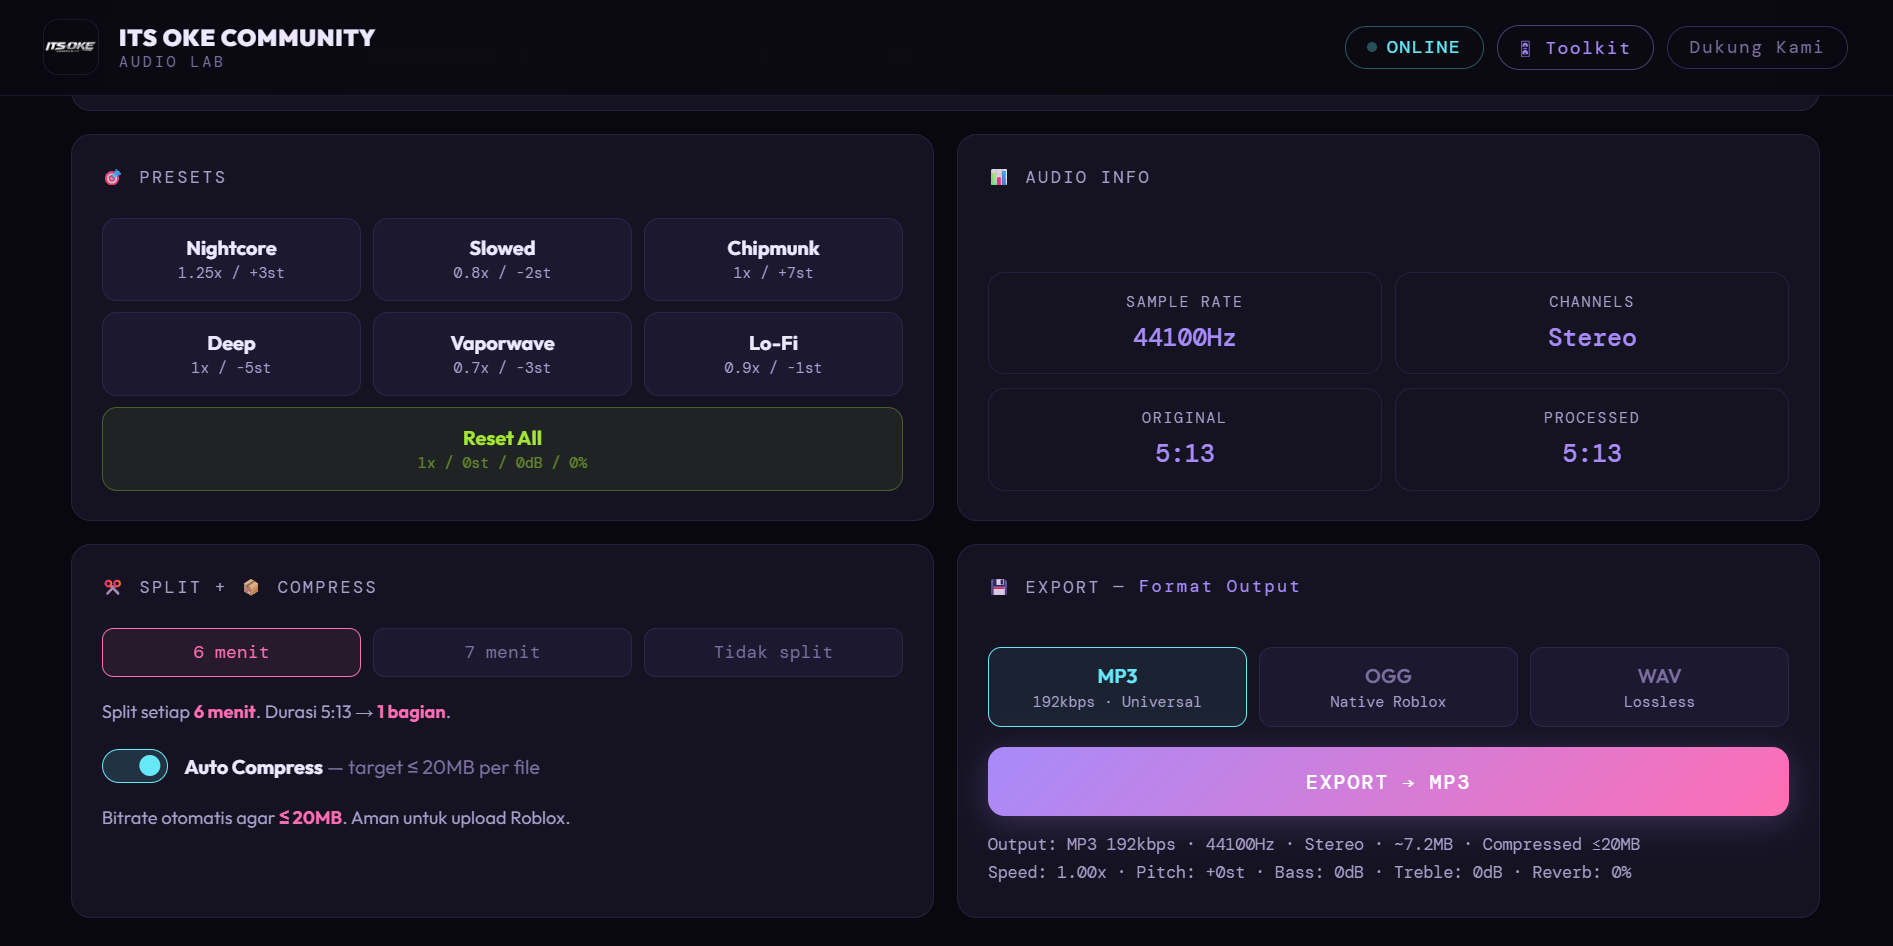 ITS OKE
ITS OKE COMMUNITY
AUDIO LAB
ONLINE
Toolkit
Dukung Kami
🎯 PRESETS
Nightcore
1.25x / +3st
Slowed
0.8x / -2st
Chipmunk
1x / +7st
Deep
1x / -5st
Vaporwave
0.7x / -3st
Lo-Fi
0.9x / -1st
Reset All
1x / 0st / 0dB / 0%
📊 AUDIO INFO
SAMPLE RATE
44100Hz
CHANNELS
Stereo
ORIGINAL
5:13
PROCESSED
5:13
✂️ SPLIT + 📦 COMPRESS
6 menit
7 menit
Tidak split
Split setiap 6 menit. Durasi 5:13 → 1 bagian.
Auto Compress — target ≤ 20MB per file
Bitrate otomatis agar ≤ 20MB. Aman untuk upload Roblox.
💾 EXPORT — Format Output
MP3
192kbps · Universal
OGG
Native Roblox
WAV
Lossless
EXPORT → MP3
Output: MP3 192kbps · 44100Hz · Stereo · ~7.2MB · Compressed ≤20MB
Speed: 1.00x · Pitch: +0st · Bass: 0dB · Treble: 0dB · Reverb: 0%